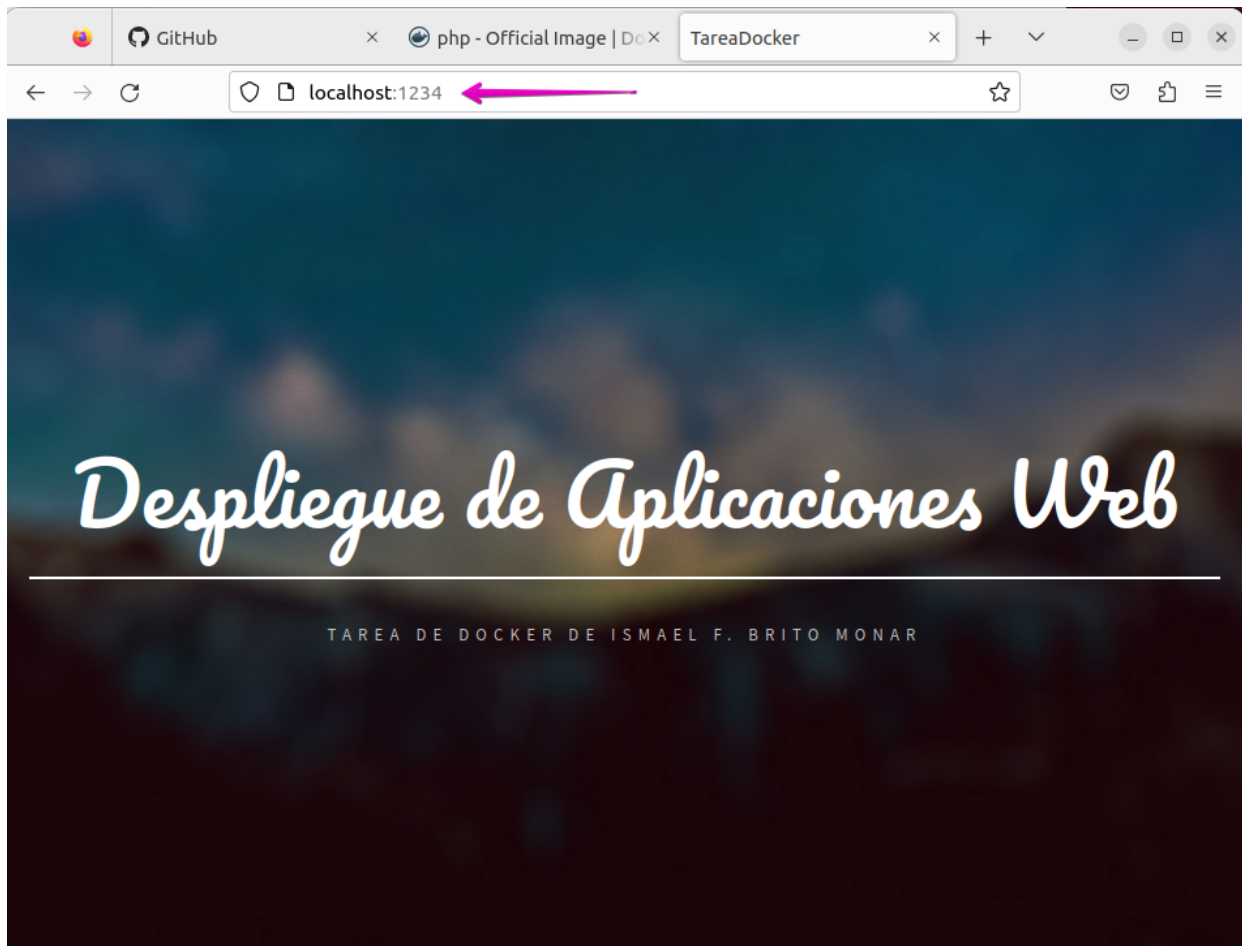 GitHub
php - Official Image | Do
TareaDocker
localhost:1234
Despliegue de Aplicaciones Web
TAREA DE DOCKER DE ISMAEL F. BRITO MONAR